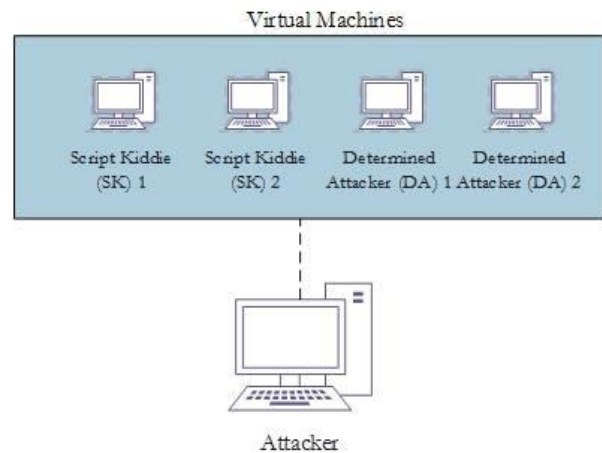 Virtual Machines
Script Kiddie
(SK) 1
Script Kiddie
(SK) 2
Determined
Attacker (DA) 1
Determined
Attacker (DA) 2
Attacker